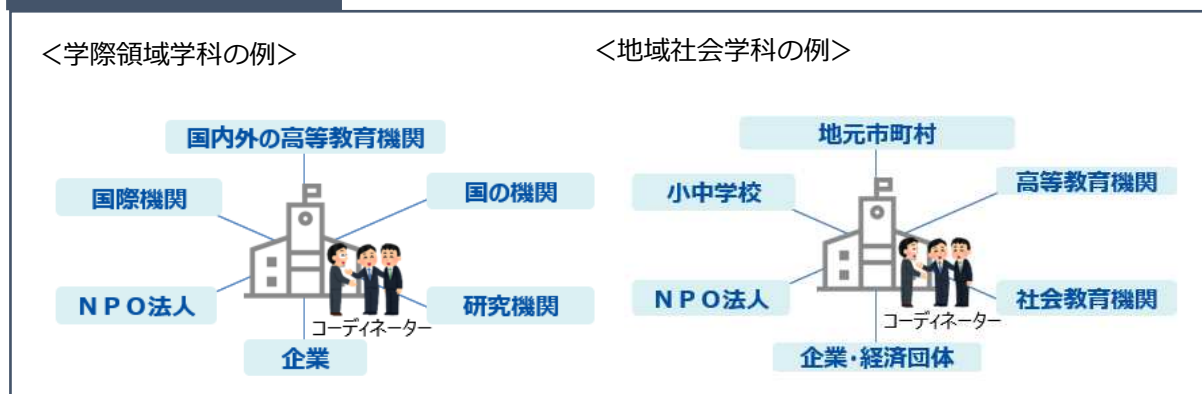 ＜学際領域学科の例＞
国内外の高等教育機関
国際機関
国の機関
ＮＰＯ法人
研究機関
コーディネーター
企業
＜地域社会学科の例＞
地元市町村
小中学校
高等教育機関
ＮＰＯ法人
社会教育機関
コーディネーター
企業・経済団体